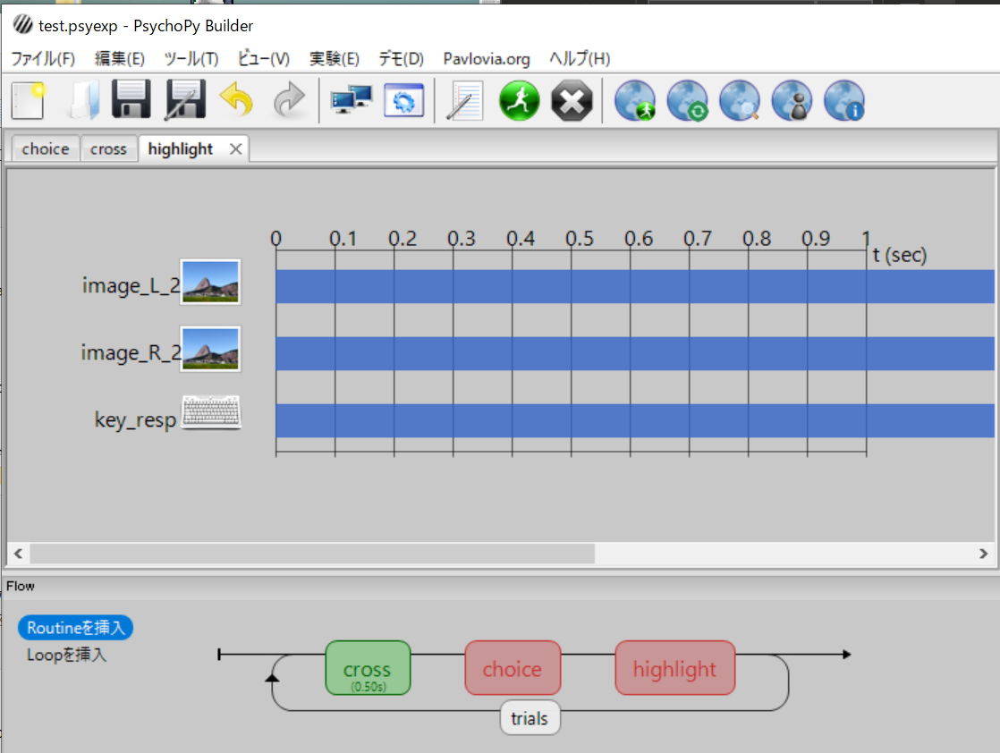 test.psyexp - PsychoPy Builder
ファイル(F) 編集(E) ツール(T) ビュー(V) 実験(E) デモ(D) Pavlovia.org ヘルプ(H)
choice cross highlight
0 0.1 0.2 0.3 0.4 0.5 0.6 0.7 0.8 0.9 1
t (sec)
image_L_2
image_R_2
key_resp
Flow
Routineを挿入
Loopを挿入
cross choice highlight
(0.50s)
trials